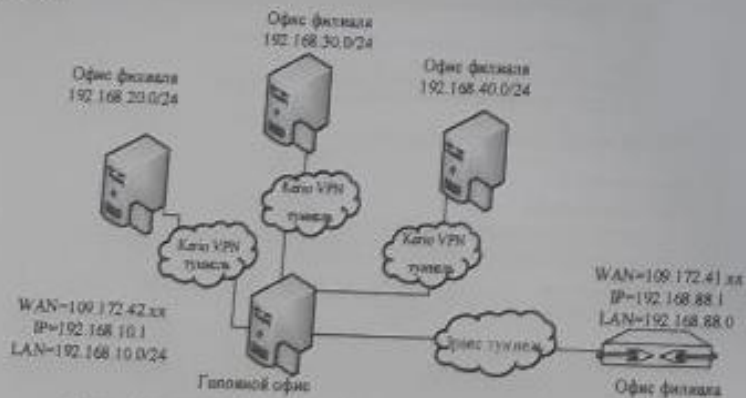 Офис филиала
192.168.30.0/24
Офис филиала
192.168.20.0/24
Офис филиала
192.168.40.0/24
Kerio VPN
туннель
Kerio VPN
туннель
Kerio VPN
туннель
WAN=109.172.42.xx
IP=192.168.10.1
LAN=192.168.10.0/24
Головной офис
туннель
WAN=109.172.41.xx
IP=192.168.88.1
LAN=192.168.88.0
Офис филиала